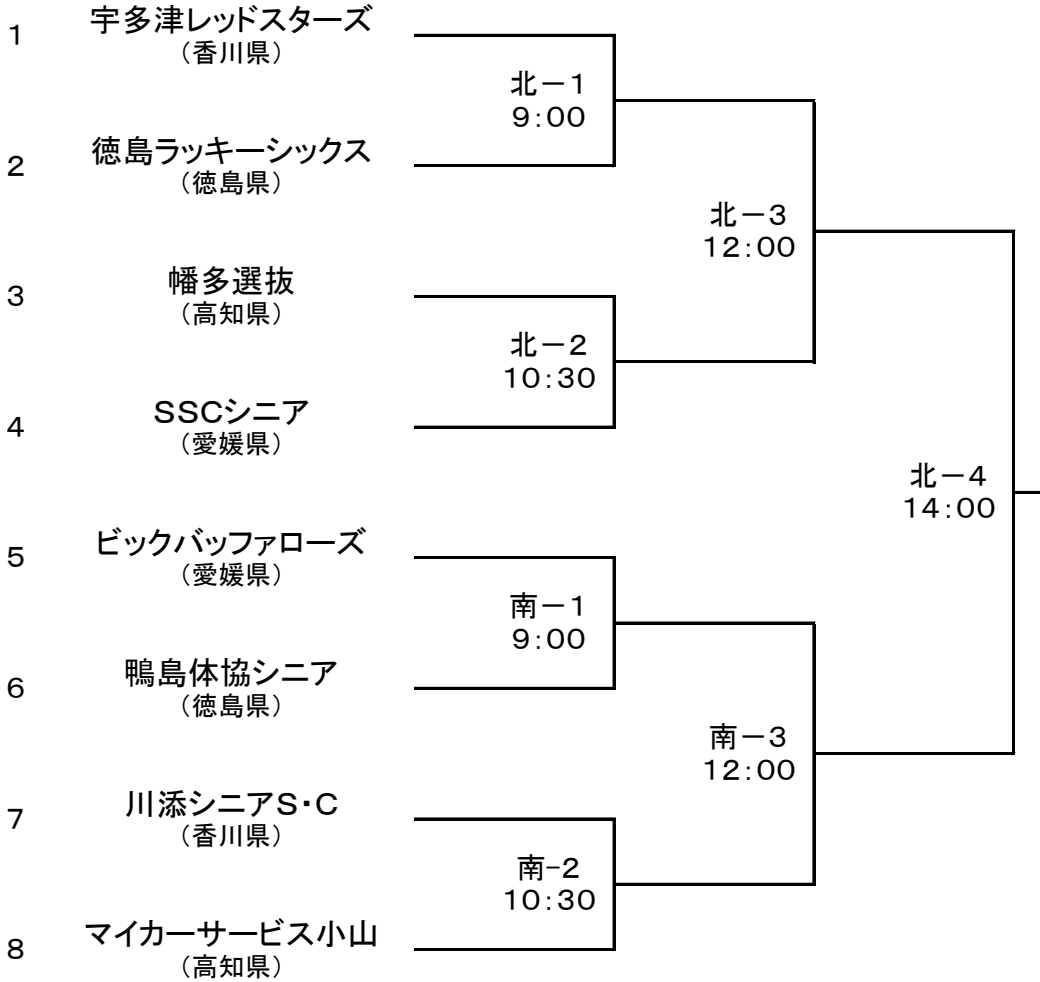 1 宇多津レッドスターズ
（香川県）
北－1
9:00
2 徳島ラッキーシックス
（徳島県）
北－3
12:00
3 幡多選抜
（高知県）
北－2
10:30
4 SSCシニア
（愛媛県）
北－4
14:00
5 ビックバッファローズ
（愛媛県）
南－1
9:00
6 鴨島体協シニア
（徳島県）
南－3
12:00
7 川添シニアS・C
（香川県）
南-2
10:30
8 マイカーサービス小山
（高知県）